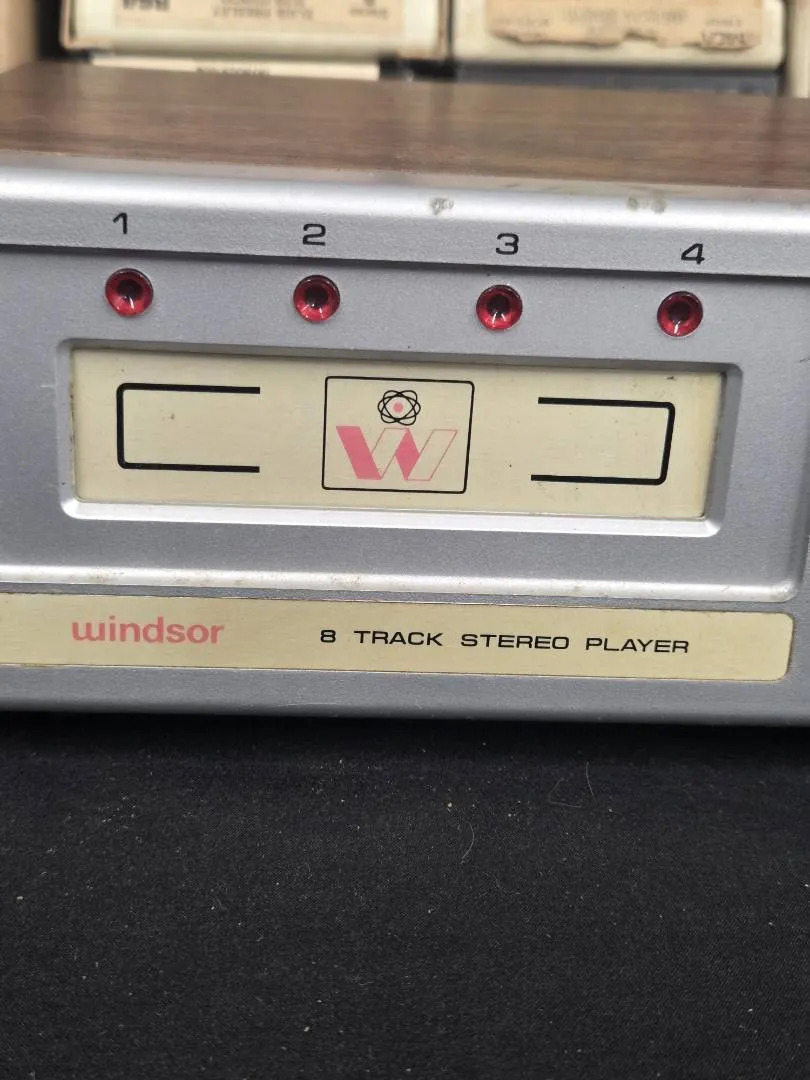 1 2 3 4
W
windsor 8 TRACK STEREO PLAYER